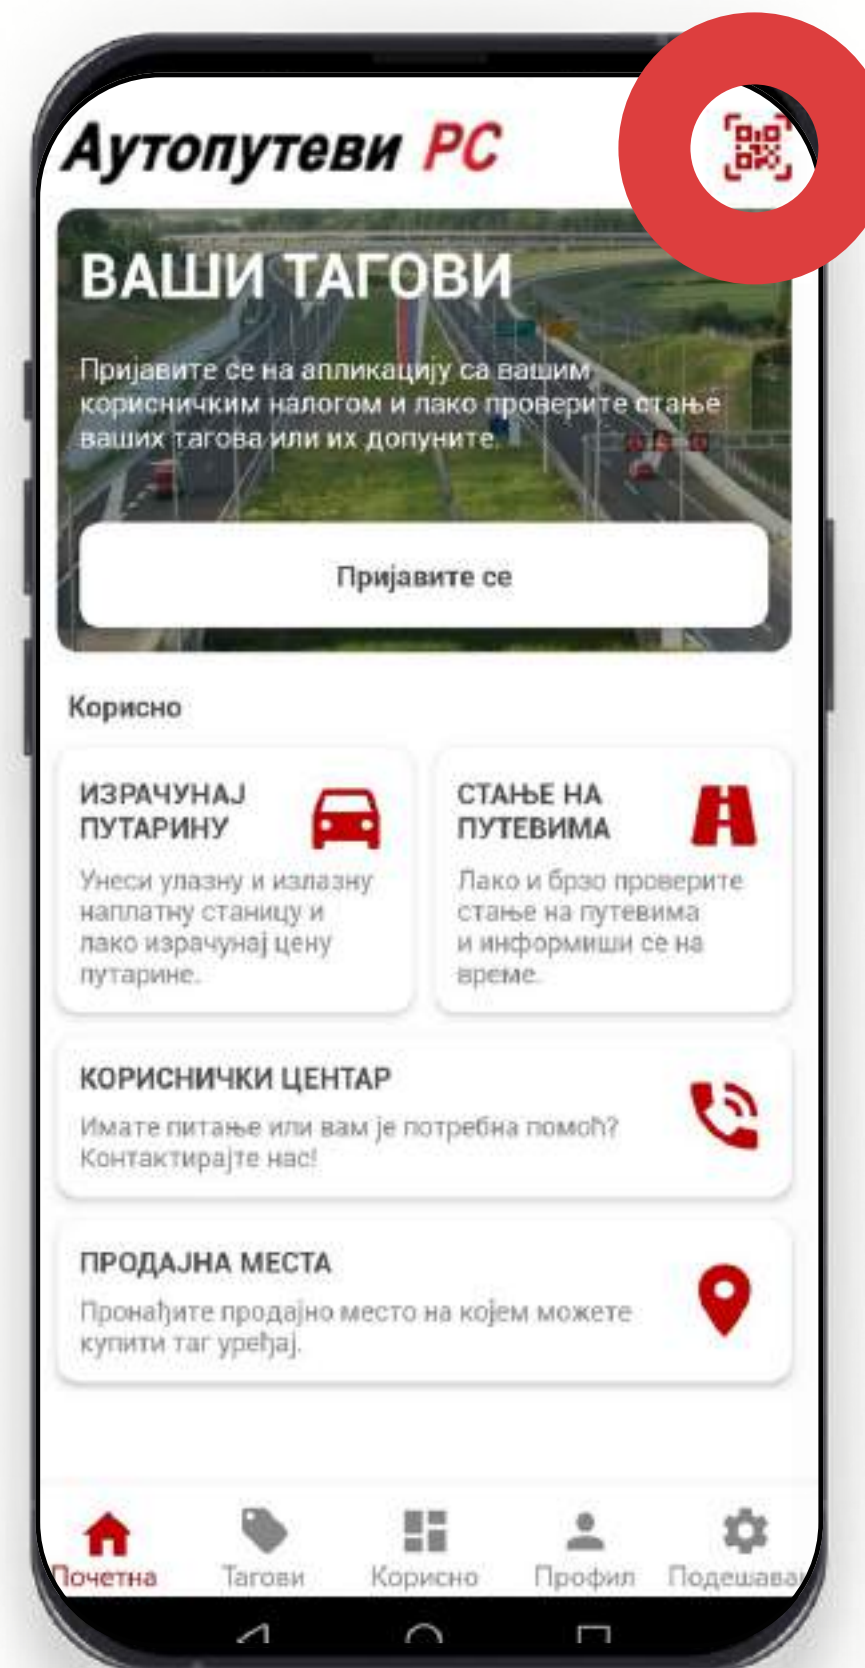 Аутопутеви РС
ВАШИ ТАГОВИ
Пријавите се на апликацију са вашим
корисничким налогом и лако проверите стање
ваших тагова или их допуните.
Пријавите се
Корисно
ИЗРАЧУНАЈ
ПУТАРИНУ
Унеси улазну и излазну
наплатну станицу и
лако израчунај цену
путарине.
СТАЊЕ НА
ПУТЕВИМА
Лако и брзо проверите
стање на путевима
и информиши се на
време.
КОРИСНИЧКИ ЦЕНТАР
Имате питање или вам је потребна помоћ?
Контактирајте нас!
ПРОДАЈНА МЕСТА
Пронађите продајно место на којем можете
купити таг уређај.
Почетна Тагови Корисно Профил Подешава